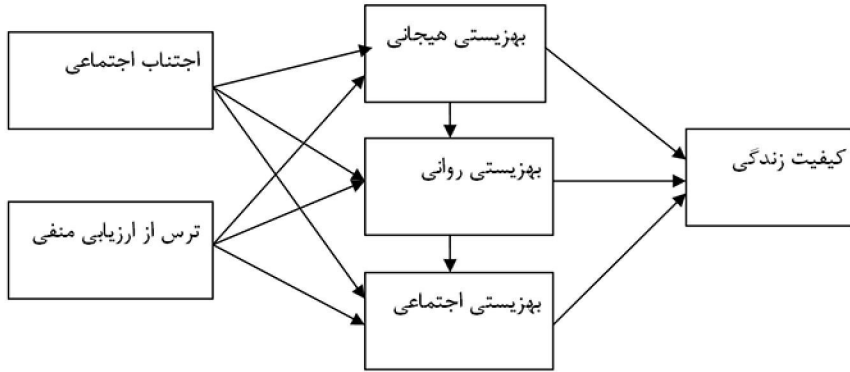 اجتناب اجتماعی
ترس از ارزیابی منفی
بهزیستی هیجانی
بهزیستی روانی
بهزیستی اجتماعی
کیفیت زندگی